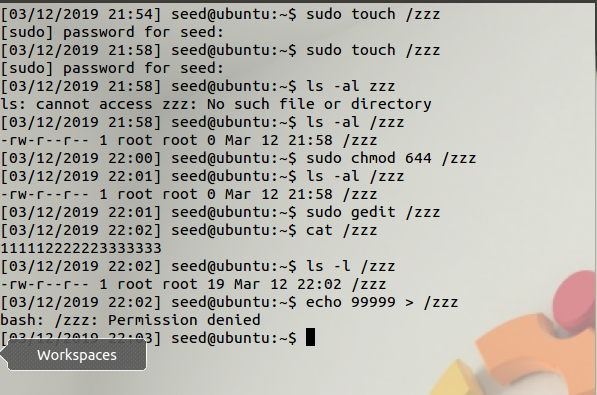 [03/12/2019 21:54] seed@ubuntu:~$ sudo touch /zzz
[sudo] password for seed:
[03/12/2019 21:58] seed@ubuntu:~$ sudo touch /zzz
[sudo] password for seed:
[03/12/2019 21:58] seed@ubuntu:~$ ls -al zzz
ls: cannot access zzz: No such file or directory
[03/12/2019 21:58] seed@ubuntu:~$ ls -al /zzz
-rw-r--r-- 1 root root 0 Mar 12 21:58 /zzz
[03/12/2019 22:00] seed@ubuntu:~$ sudo chmod 644 /zzz
[03/12/2019 22:01] seed@ubuntu:~$ ls -al /zzz
-rw-r--r-- 1 root root 0 Mar 12 21:58 /zzz
[03/12/2019 22:01] seed@ubuntu:~$ sudo gedit /zzz
[03/12/2019 22:02] seed@ubuntu:~$ cat /zzz
111112222223333333
[03/12/2019 22:02] seed@ubuntu:~$ ls -l /zzz
-rw-r--r-- 1 root root 19 Mar 12 22:02 /zzz
[03/12/2019 22:02] seed@ubuntu:~$ echo 99999 > /zzz
bash: /zzz: Permission denied
[03/12/2019 22:03] seed@ubuntu:~$
Workspaces